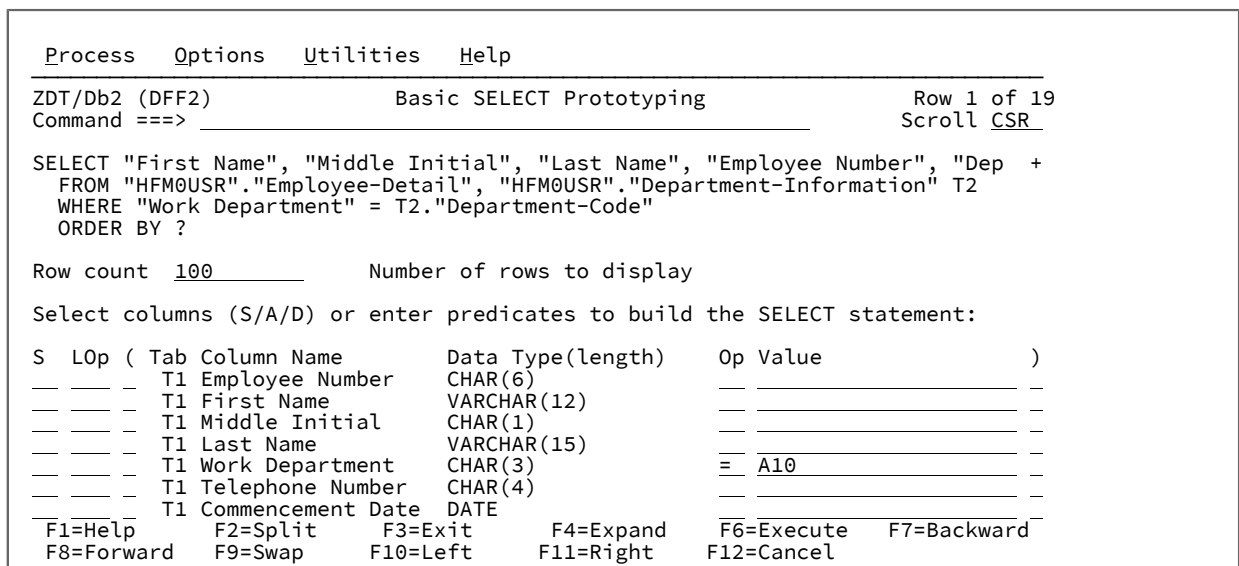 Process   Options   Utilities   Help
ZDT/Db2 (DFF2)                Basic SELECT Prototyping                Row 1 of 19
Command ===>                                                         Scroll CSR
SELECT "First Name", "Middle Initial", "Last Name", "Employee Number", "Dep  +
  FROM "HFM0USR"."Employee-Detail", "HFM0USR"."Department-Information" T2
  WHERE "Work Department" = T2."Department-Code"
  ORDER BY ?
Row count  100             Number of rows to display
Select columns (S/A/D) or enter predicates to build the SELECT statement:
S  LOp ( Tab Column Name        Data Type(length)    Op Value                )
          T1 Employee Number    CHAR(6)
          T1 First Name         VARCHAR(12)
          T1 Middle Initial     CHAR(1)
          T1 Last Name          VARCHAR(15)
          T1 Work Department    CHAR(3)              =  A10
          T1 Telephone Number   CHAR(4)
          T1 Commencement Date  DATE
F1=Help      F2=Split     F3=Exit      F4=Expand    F6=Execute   F7=Backward
F8=Forward   F9=Swap     F10=Left     F11=Right    F12=Cancel